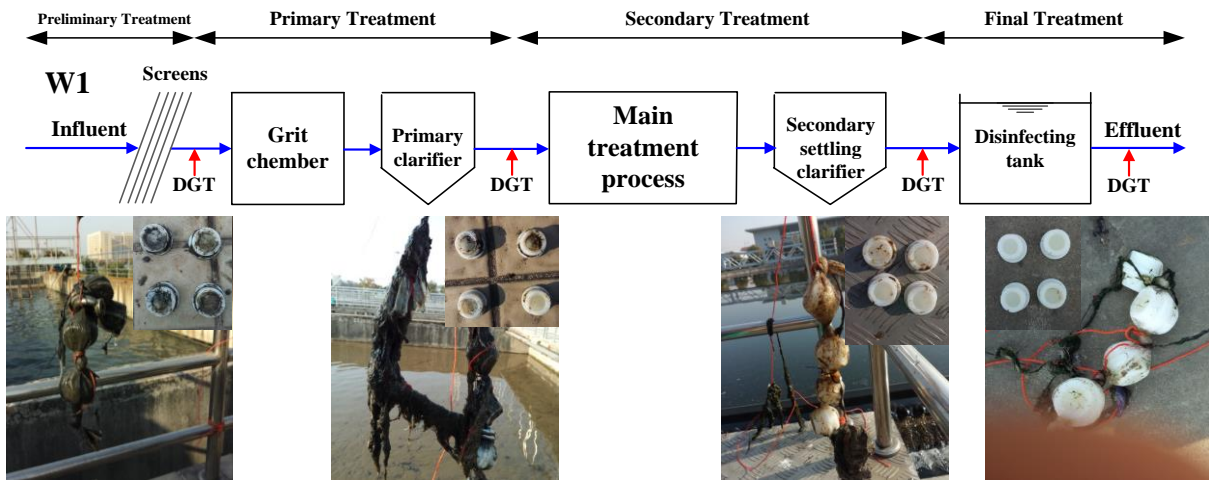 Preliminary Treatment
Primary Treatment
Secondary Treatment
Final Treatment
W1
Screens
Influent
Grit
chember
Primary
clarifier
Main
treatment
process
Secondary
settling
clarifier
Disinfecting
tank
Effluent
DGT
DGT
DGT
DGT